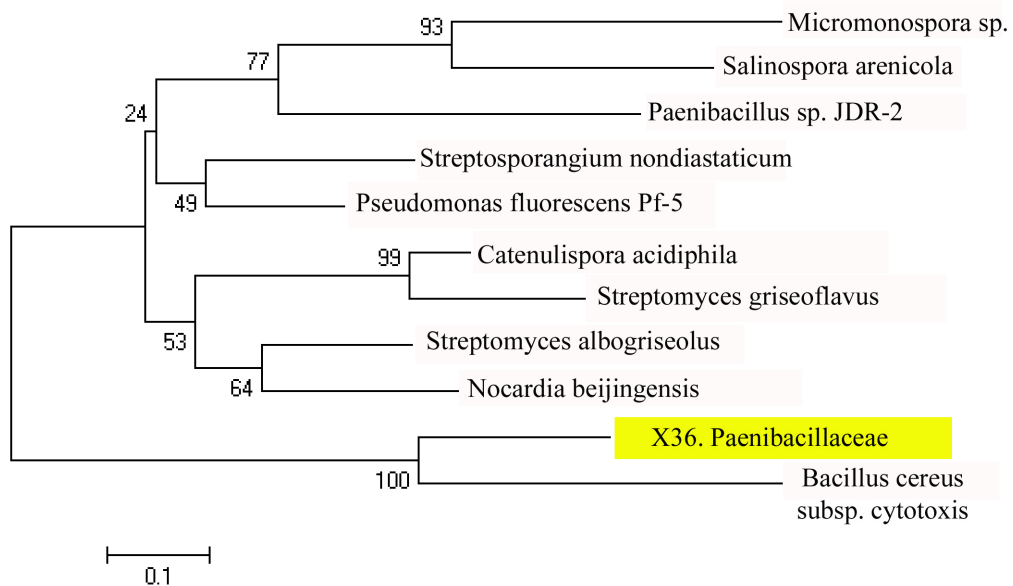 Micromonospora sp.
93
Salinospora arenicola
77
Paenibacillus sp. JDR-2
24
Streptosporangium nondiastaticum
49
Pseudomonas fluorescens Pf-5
99
Catenulispora acidiphila
Streptomyces griseoflavus
53
Streptomyces albogriseolus
64
Nocardia beijingensis
X36. Paenibacillaceae
100
Bacillus cereus
subsp. cytotoxis
0.1